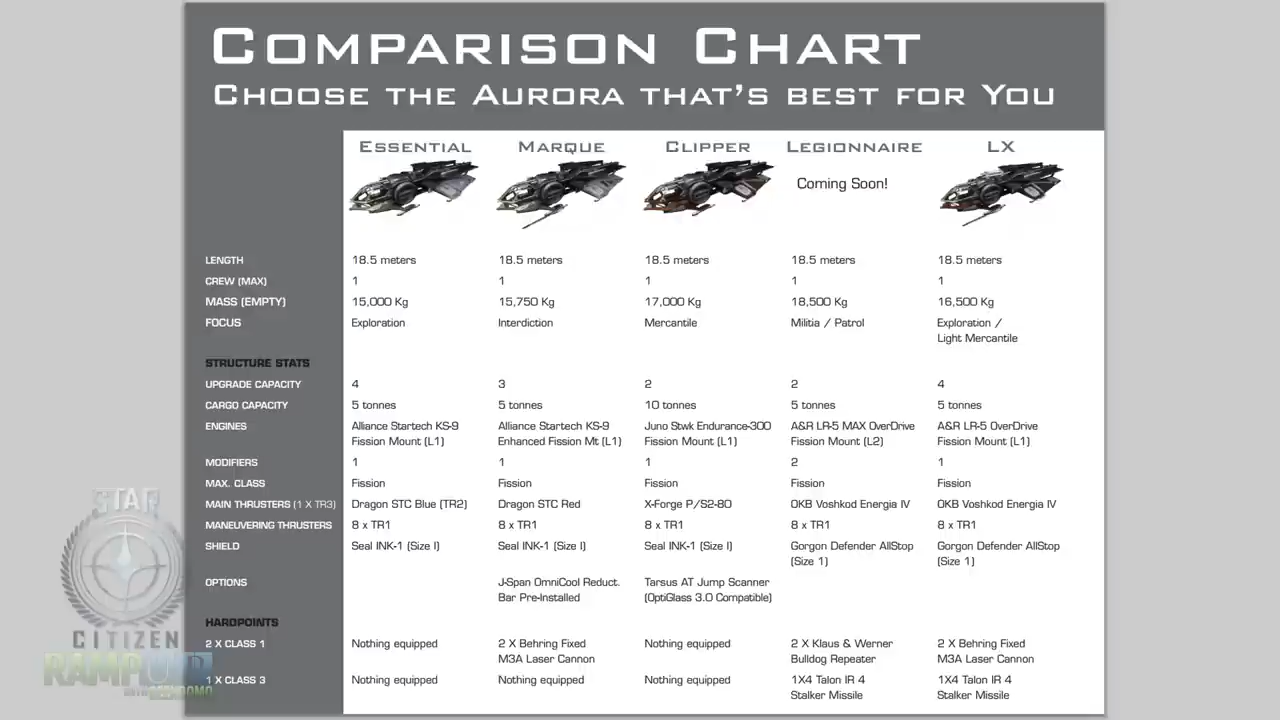 COMPARISON CHART
CHOOSE THE AURORA THAT'S BEST FOR YOU
ESSENTIAL MARQUE CLIPPER LEGIONNAIRE LX
Coming Soon!
LENGTH 18.5 meters 18.5 meters 18.5 meters 18.5 meters 18.5 meters
CREW (MAX) 1 1 1 1 1
MASS (EMPTY) 15,000 Kg 15,750 Kg 17,000 Kg 18,500 Kg 16,500 Kg
FOCUS Exploration Interdiction Mercantile Militia / Patrol Exploration /
Light Mercantile
STRUCTURE STATS
UPGRADE CAPACITY 4 3 2 2 4
CARGO CAPACITY 5 tonnes 5 tonnes 10 tonnes 5 tonnes 5 tonnes
ENGINES Alliance Startech KS-9 Alliance Startech KS-9 Juno Stwk Endurance-300 A&R LR-5 MAX OverDrive A&R LR-5 OverDrive
Fission Mount (L1) Enhanced Fission Mt (L1) Fission Mount (L1) Fission Mount (L2) Fission Mount (L1)
MODIFIERS 1 1 1 2 1
MAX. CLASS Fission Fission Fission Fission Fission
MAIN THRUSTERS (1 X TR3) Dragon STC Blue (TR2) Dragon STC Red X-Forge P/S2-80 OKB Voshkod Energia IV OKB Voshkod Energia IV
MANEUVERING THRUSTERS 8 x TR1 8 x TR1 8 x TR1 8 x TR1 8 x TR1
SHIELD Seal INK-1 (Size I) Seal INK-1 (Size I) Seal INK-1 (Size I) Gorgon Defender AllStop Gorgon Defender AllStop
(Size 1) (Size 1)
OPTIONS J-Span OmniCool Reduct. Tarsus AT Jump Scanner
Bar Pre-Installed (OptiGlass 3.0 Compatible)
HARDPOINTS
2 X CLASS 1 Nothing equipped 2 X Behring Fixed Nothing equipped 2 X Klaus & Werner 2 X Behring Fixed
M3A Laser Cannon Bulldog Repeater M3A Laser Cannon
1 X CLASS 3 Nothing equipped Nothing equipped Nothing equipped 1X4 Talon IR 4 1X4 Talon IR 4
Stalker Missile Stalker Missile
STAR
CITIZEN
RAMP